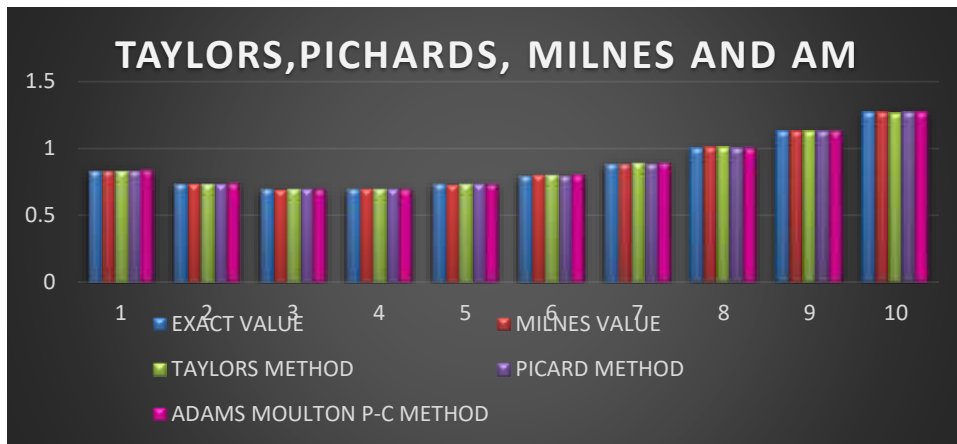 TAYLORS,PICHARDS, MILNES AND AM
1.5
1
0.5
0
1 2 3 4 5 6 7 8 9 10
EXACT VALUE MILNES VALUE
TAYLORS METHOD PICARD METHOD
ADAMS MOULTON P-C METHOD